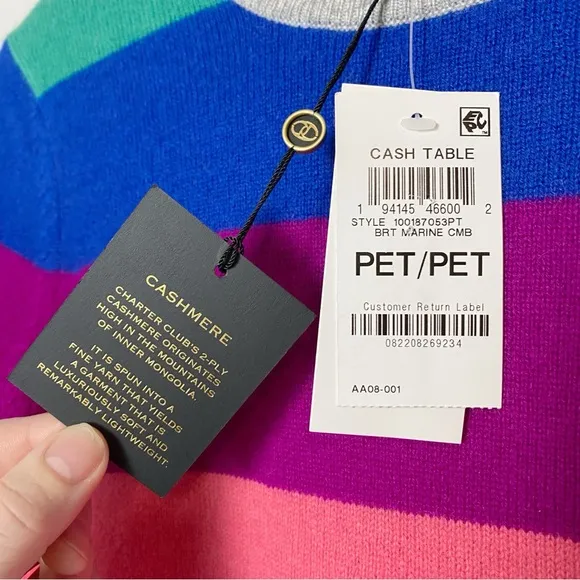 CASHMERE
CHARTER CLUB'S 2-PLY
CASHMERE ORIGINATES
HIGH IN THE MOUNTAINS
OF INNER MONGOLIA.
IT IS SPUN INTO A
FINE YARN THAT YIELDS
A GARMENT THAT IS
LUXURIOUSLY SOFT AND
REMARKABLY LIGHTWEIGHT.
EPC
CASH TABLE
1 94145 46600 2
STYLE 100187053PT
BRT MARINE CMB
PET/PET
Customer Return Label
082208269234
AA08-001